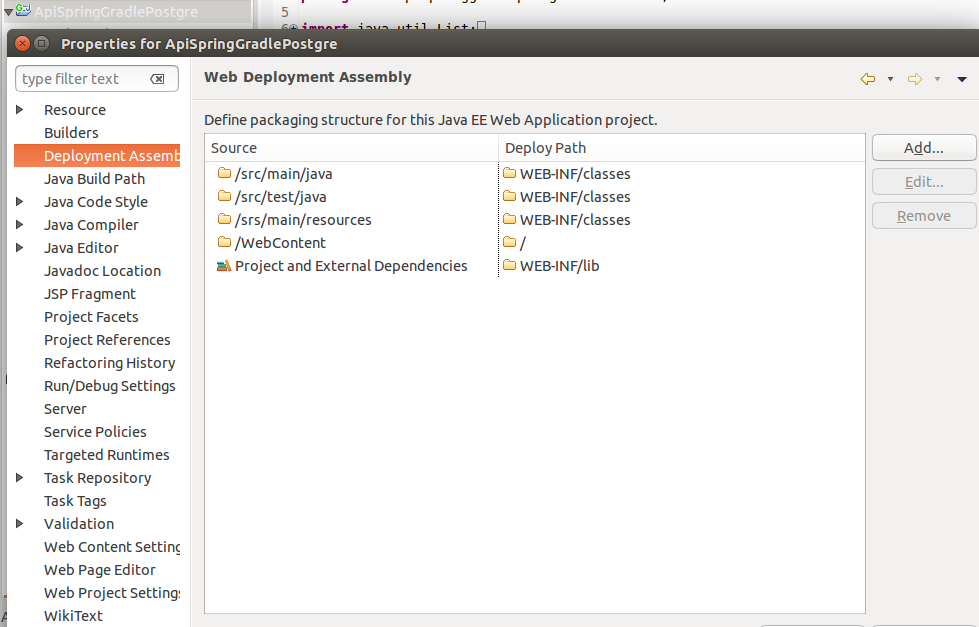 ApiSpringGradlePostgre
5
import java.util.List;
Properties for ApiSpringGradlePostgre
type filter text
Web Deployment Assembly
Resource
Builders
Deployment Assemb
Java Build Path
Java Code Style
Java Compiler
Java Editor
Javadoc Location
JSP Fragment
Project Facets
Project References
Refactoring History
Run/Debug Settings
Server
Service Policies
Targeted Runtimes
Task Repository
Task Tags
Validation
Web Content Setting
Web Page Editor
Web Project Settings
WikiText
Define packaging structure for this Java EE Web Application project.
Source Deploy Path
/src/main/java WEB-INF/classes
/src/test/java WEB-INF/classes
/srs/main/resources WEB-INF/classes
/WebContent /
Project and External Dependencies WEB-INF/lib
Add...
Edit...
Remove